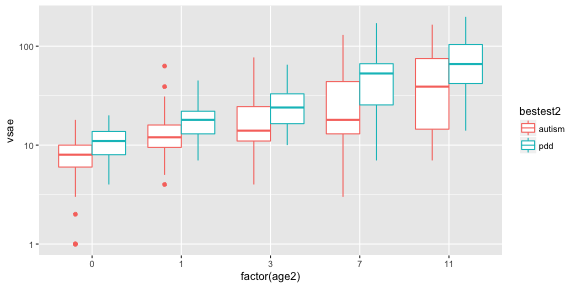 100
10
1
vsae
0 1 3 7 11
factor(age2)
bestest2
autism
pdd